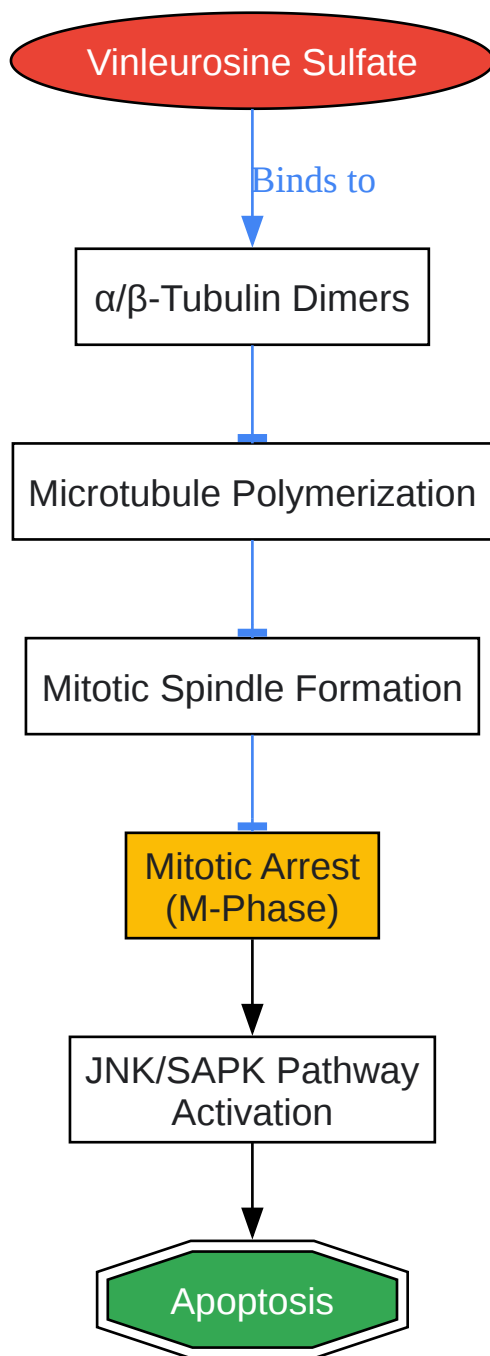 Vinleurosine Sulfate
Binds to
α/β-Tubulin Dimers
Microtubule Polymerization
Mitotic Spindle Formation
Mitotic Arrest
(M-Phase)
JNK/SAPK Pathway
Activation
Apoptosis